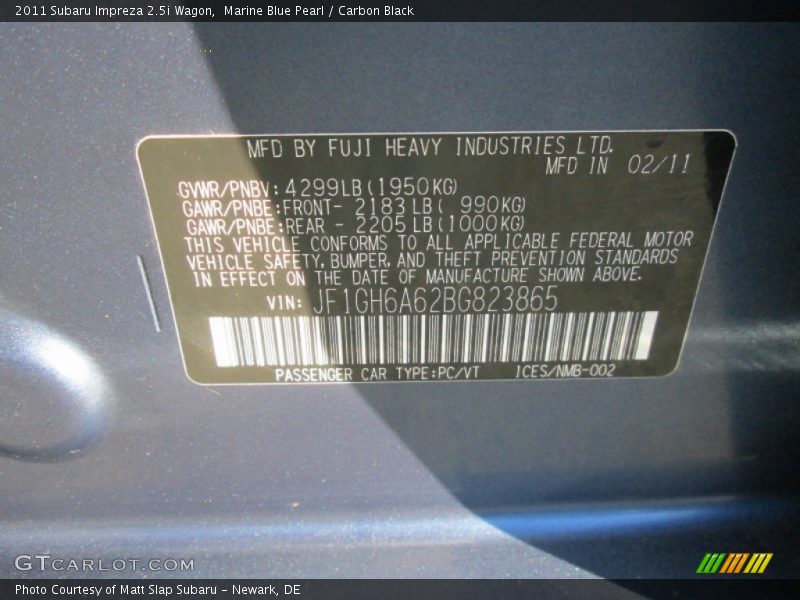 2011 Subaru Impreza 2.5i Wagon,  Marine Blue Pearl / Carbon Black
MFD BY FUJI HEAVY INDUSTRIES LTD.
MFD IN 02/11
GVWR/PNBV: 4299LB(1950KG)
GAWR/PNBE:FRONT- 2183LB( 990KG)
GAWR/PNBE:REAR - 2205LB(1000KG)
THIS VEHICLE CONFORMS TO ALL APPLICABLE FEDERAL MOTOR
VEHICLE SAFETY, BUMPER, AND THEFT PREVENTION STANDARDS
IN EFFECT ON THE DATE OF MANUFACTURE SHOWN ABOVE.
VIN: JF1GH6A62BG823865
PASSENGER CAR TYPE:PC/VT ICES/NMB-002
GTCARLOT.COM
Photo Courtesy of Matt Slap Subaru - Newark, DE